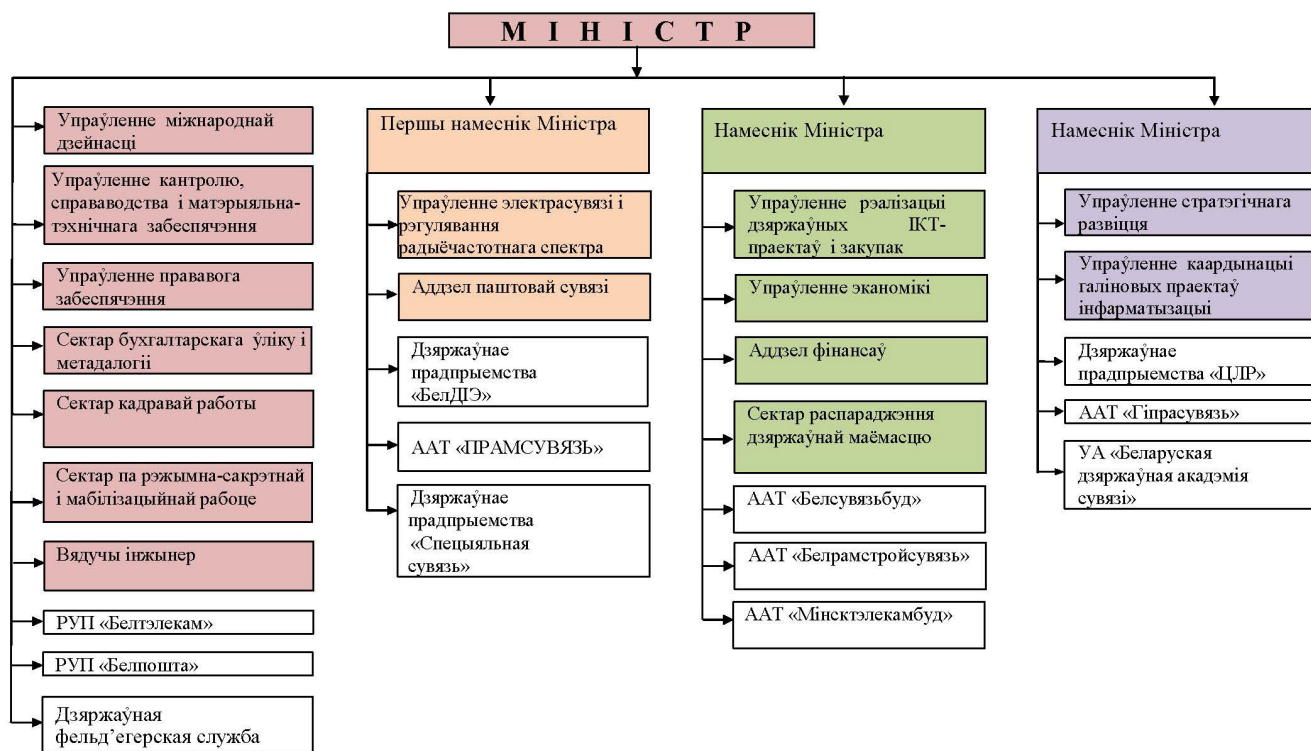 М І Н І С Т Р
Упраўленне міжнароднай
дзейнасці
Упраўленне кантролю,
справаводства і матэрыяльна-
тэхнічнага забеспячэння
Упраўленне прававога
забеспячэння
Сектар бухгалтарскага ўліку і
метадалогіі
Сектар кадравай работы
Сектар па рэжымна-сакрэтнай
і мабілізацыйнай рабоце
Вядучы інжынер
РУП «Белтэлекам»
РУП «Белпошта»
Дзяржаўная
фельд’егерская служба
Першы намеснік Міністра
Упраўленне электрасувязі і
рэгулявання
радыёчастотнага спектра
Аддзел паштовай сувязі
Дзяржаўнае
прадпрыемства
«БелДІЭ»
ААТ «ПРАМСУВЯЗЬ»
Дзяржаўнае
прадпрыемства
«Спецыяльная
сувязь»
Намеснік Міністра
Упраўленне рэалізацыі
дзяржаўных ІКТ-
праектаў і закупак
Упраўленне эканомікі
Аддзел фінансаў
Сектар распараджэння
дзяржаўнай маёмасцю
ААТ «Белсувязьбуд»
ААТ «Белрамстройсувязь»
ААТ «Мінсктэлекамбуд»
Намеснік Міністра
Упраўленне стратэгічнага
развіцця
Упраўленне каардынацыі
галіновых праектаў
інфарматызацыі
Дзяржаўнае
прадпрыемства «ЦЛР»
ААТ «Гіпрасувязь»
УА «Беларуская
дзяржаўная акадэмія
сувязі»